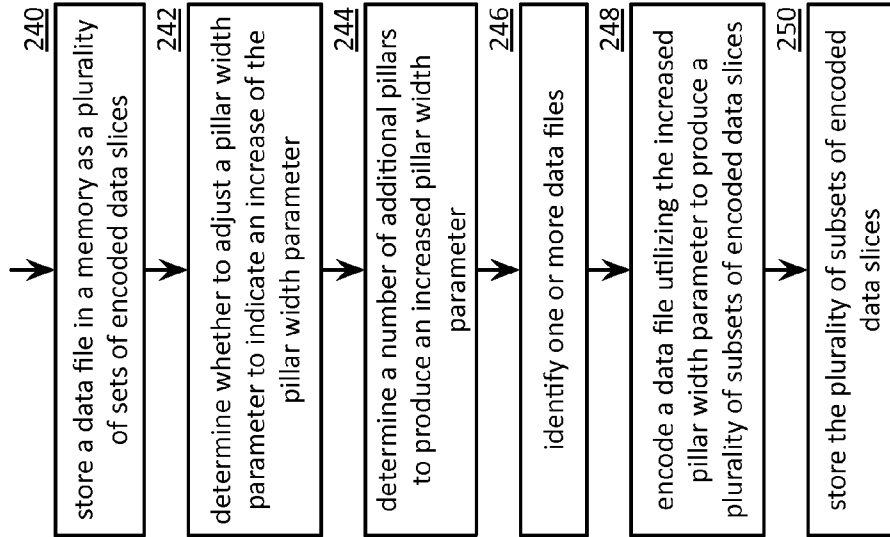 240
store a data file in a memory as a plurality
of sets of encoded data slices
242
determine whether to adjust a pillar width
parameter to indicate an increase of the
pillar width parameter
244
determine a number of additional pillars
to produce an increased pillar width
parameter
246
identify one or more data files
248
encode a data file utilizing the increased
pillar width parameter to produce a
plurality of subsets of encoded data slices
250
store the plurality of subsets of encoded
data slices